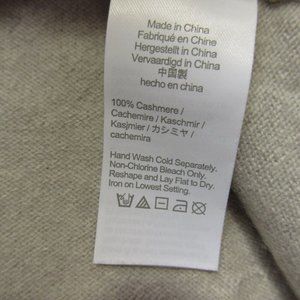 Made in China
Fabriqué en Chine
Hergestellt in China
Vervaardigd in China
中国製
hecho en china
100% Cashmere /
Cachemire / Kaschmir /
Kasjmier / カシミヤ /
cachemira
Hand Wash Cold Separately.
Non-Chlorine Bleach Only.
Reshape and Lay Flat to Dry.
Iron on Lowest Setting.